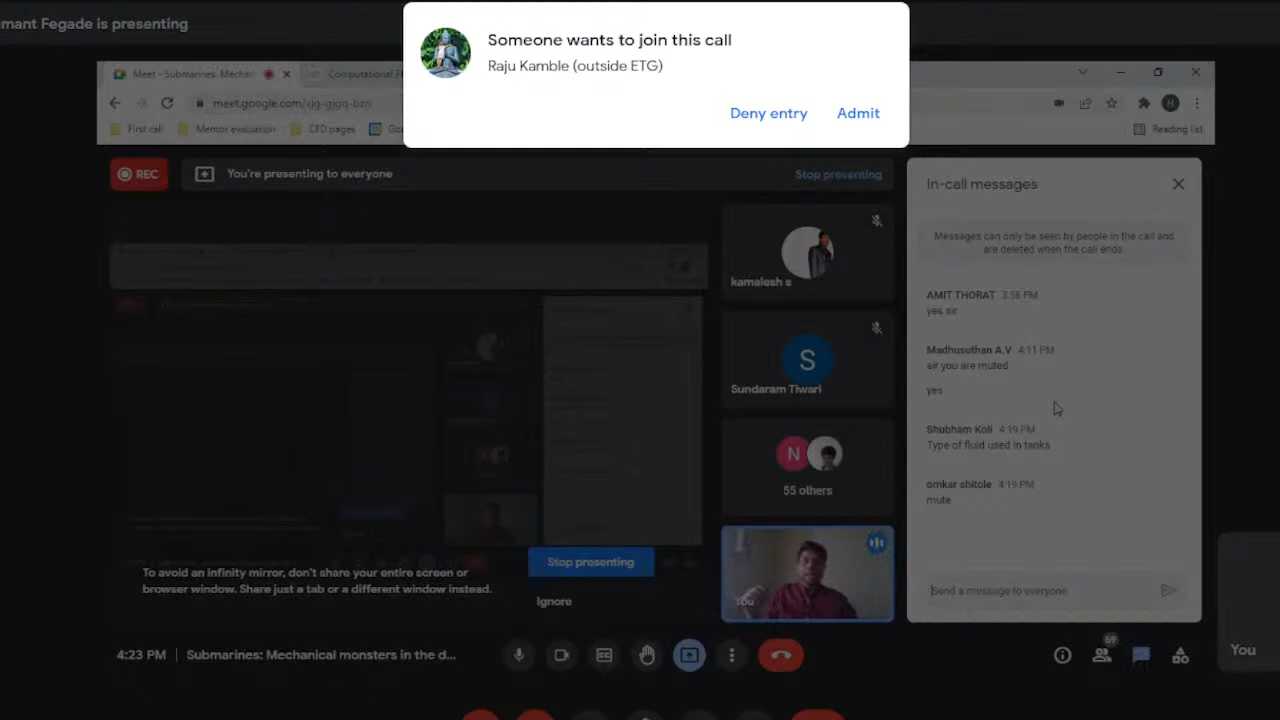 mant Fegade is presenting
Someone wants to join this call
Raju Kamble (outside ETG)
Deny entry Admit
Meet - Submarines: Mechan
Computational Fl
meet.google.com/
First call Mentor evaluation CFD pages Goo
Reading list
REC
You're presenting to everyone
Stop presenting
In-call messages
Messages can only be seen by people in the call and
are deleted when the call ends
kamalesh s
AMIT THORAT 3:58 PM
yes sir
Madhusuthan A.V 4:11 PM
sir you are muted
yes
S
Sundaram Tiwari
Shubham Koli 4:19 PM
Type of fluid used in tanks
N
55 others
omkar shitole 4:19 PM
mute
Stop presenting
To avoid an infinity mirror, don't share your entire screen or
browser window. Share just a tab or a different window instead.
Ignore
You
Send a message to everyone
4:23 PM | Submarines: Mechanical monsters in the d...
59
You